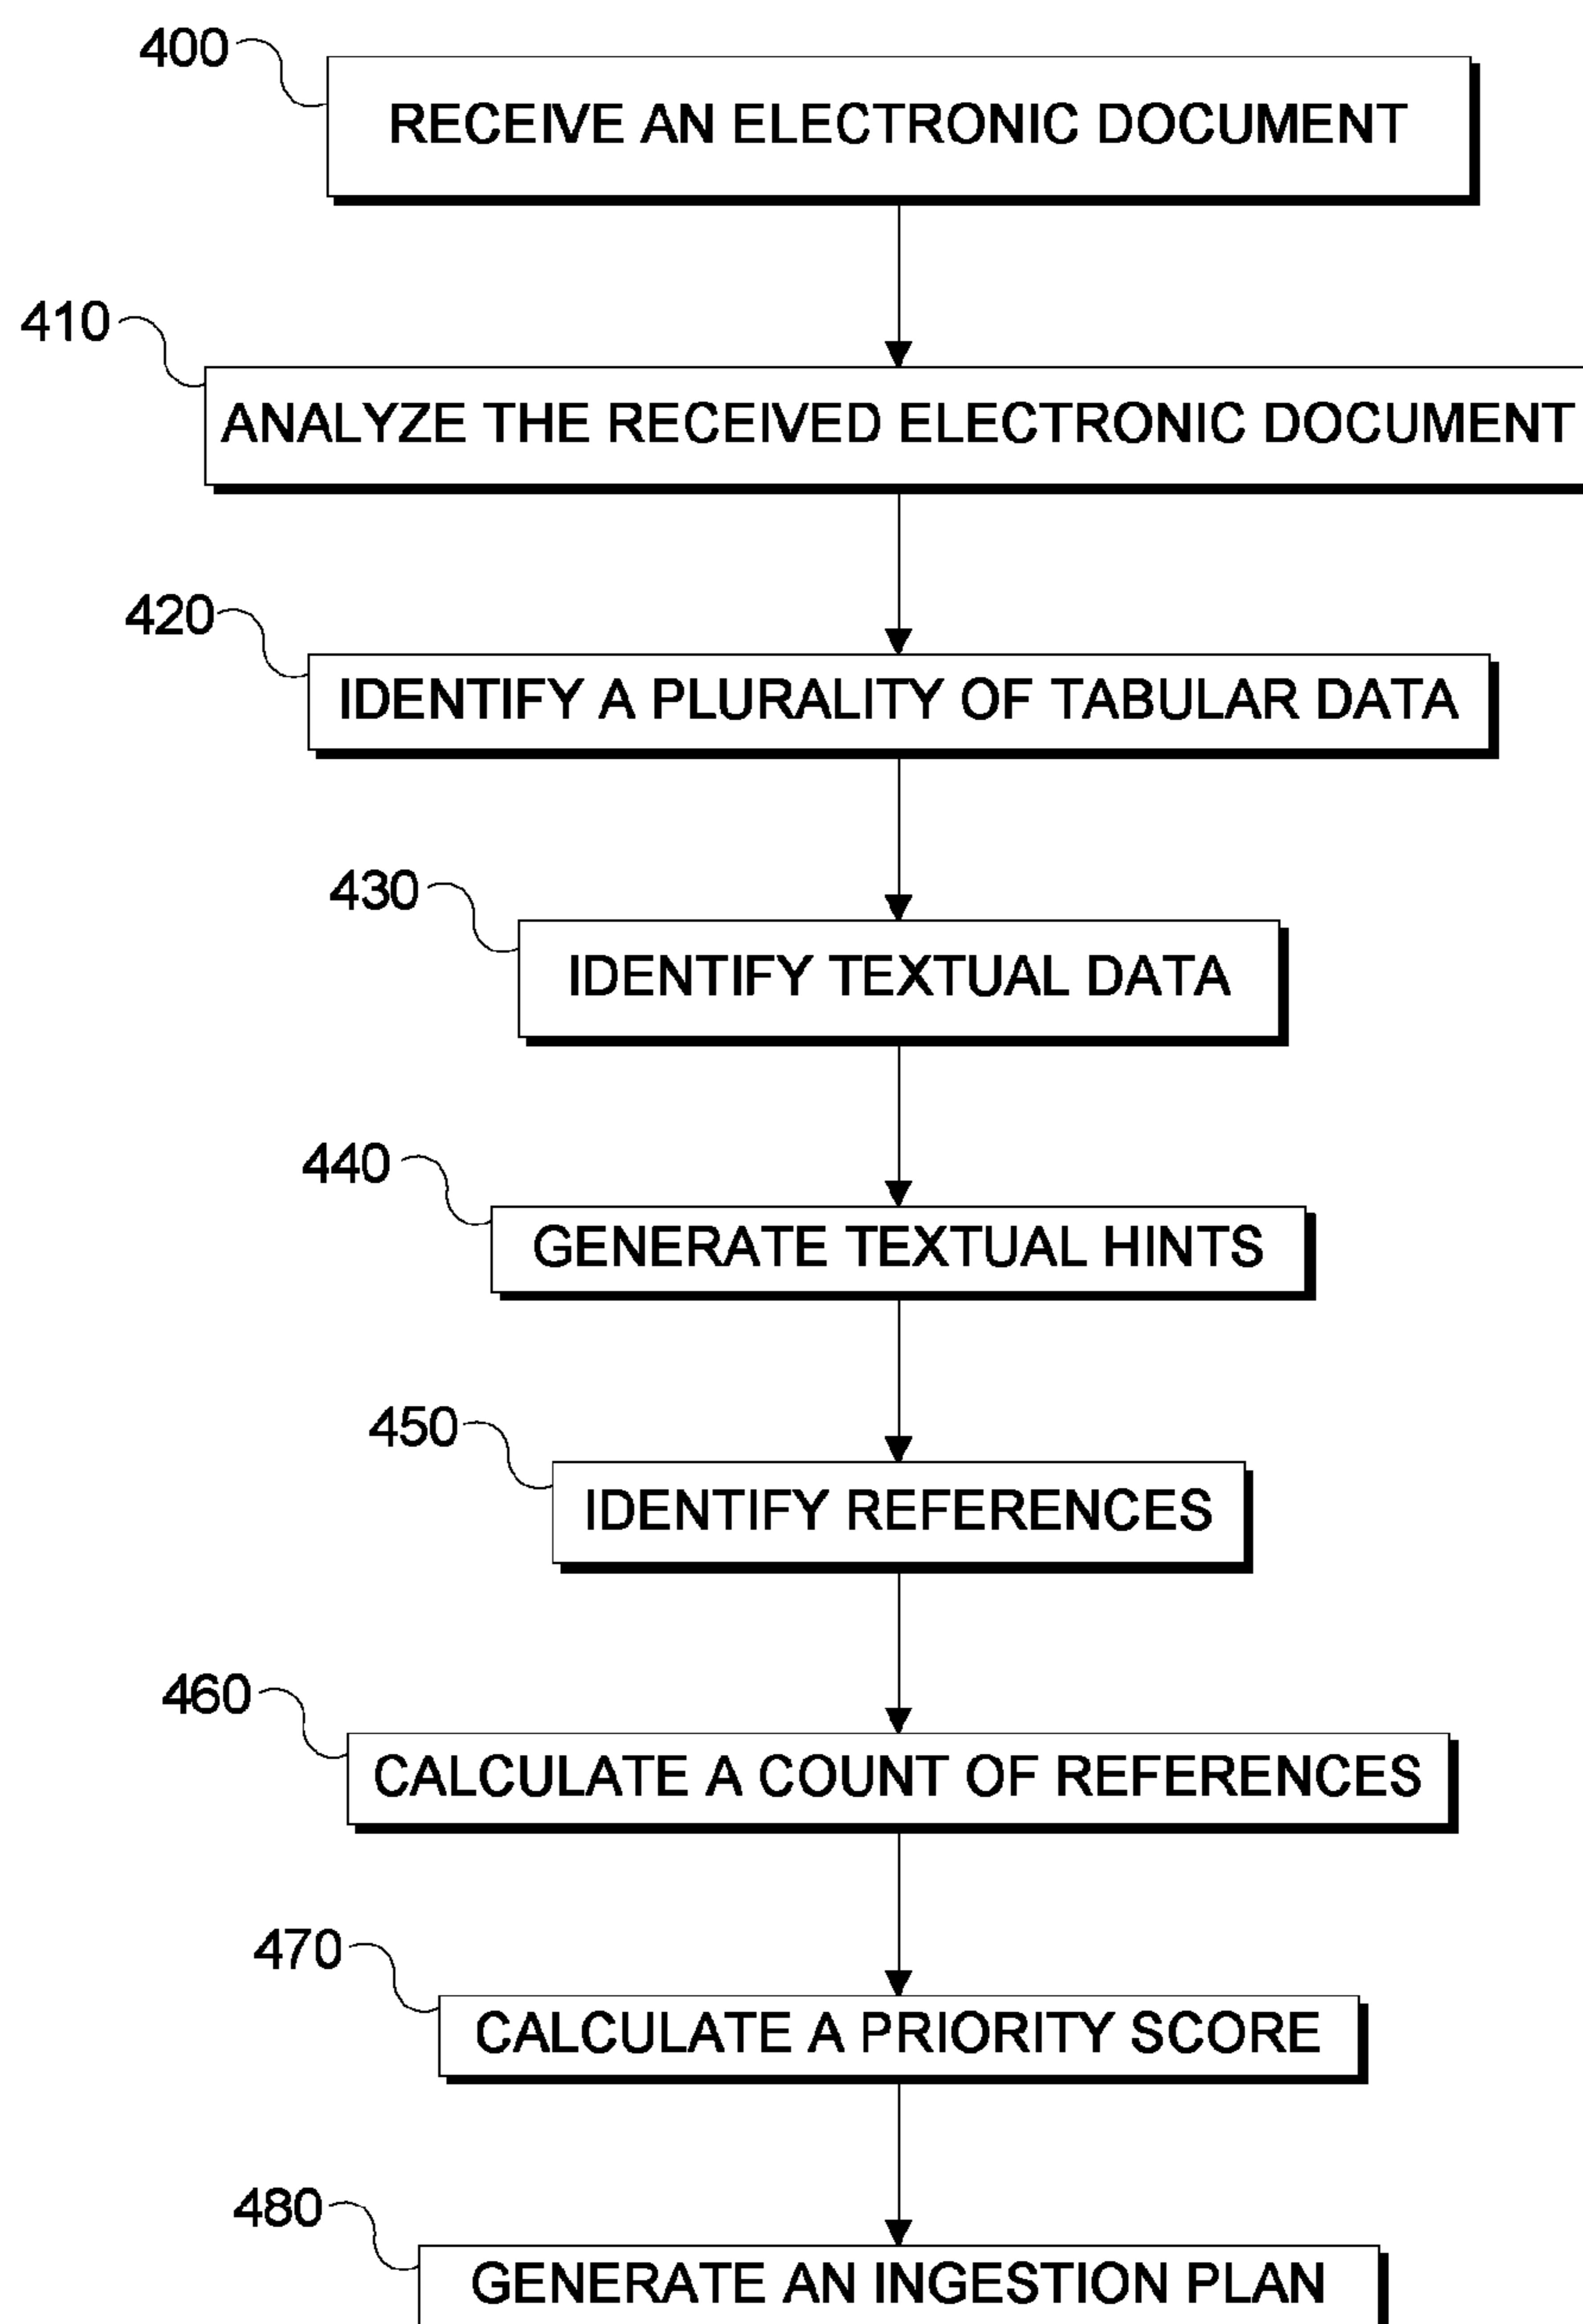 400
RECEIVE AN ELECTRONIC DOCUMENT
410
ANALYZE THE RECEIVED ELECTRONIC DOCUMENT
420
IDENTIFY A PLURALITY OF TABULAR DATA
430
IDENTIFY TEXTUAL DATA
440
GENERATE TEXTUAL HINTS
450
IDENTIFY REFERENCES
460
CALCULATE A COUNT OF REFERENCES
470
CALCULATE A PRIORITY SCORE
480
GENERATE AN INGESTION PLAN